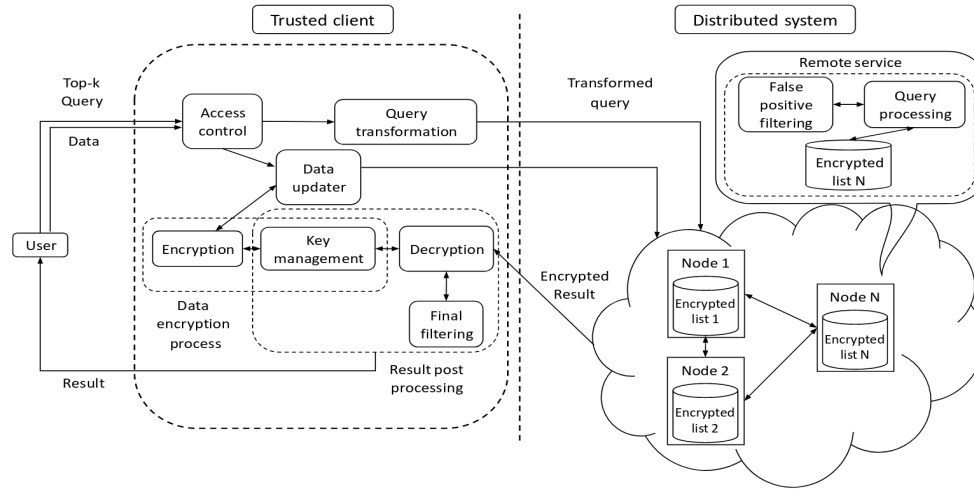 Trusted client
Distributed system
Remote service
Top-k
Query
Data
Access
control
Query
transformation
Transformed
query
False
positive
filtering
Query
processing
Encrypted
list N
Data
updater
User
Encryption
Key
management
Decryption
Encrypted
Result
Data
encryption
process
Final
filtering
Result
Result post
processing
Node 1
Encrypted
list 1
Node 2
Encrypted
list 2
Node N
Encrypted
list N